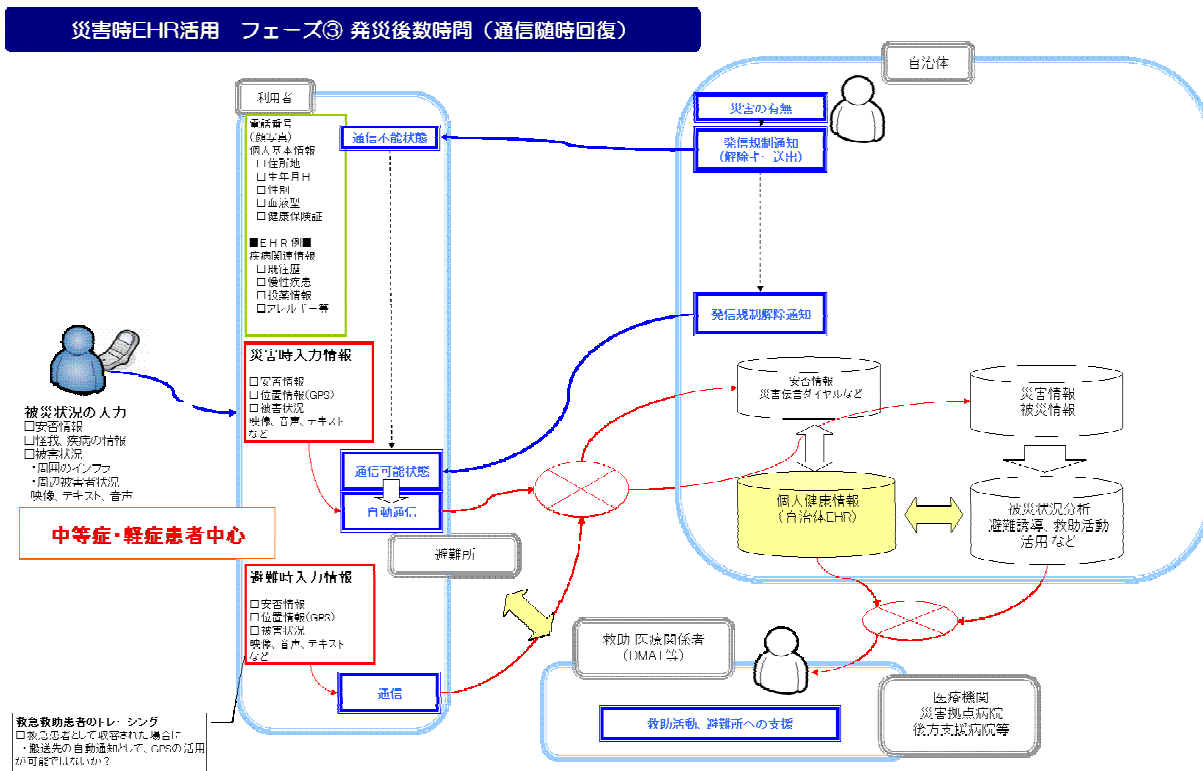 災害時EHR活用 フェーズ③ 発災後数時間（通信随時回復）
利用者
電話番号
(顔写真)
個人基本情報
□住所地
□生年月日
□性別
□血液型
□健康保険証
■EHR例■
疾病関連情報
□既往歴
□慢性疾患
□投薬情報
□アレルギー等
通信不能状態
自治体
災害の有無
発信規制通知
(解除キー送出)
発信規制解除通知
災害時入力情報
□安否情報
□位置情報(GPS)
□被害状況
映像、音声、テキスト
など
被災状況の入力
□安否情報
□怪我、疾病の情報
□被害状況
・周囲のインフラ
・周辺被害者状況
映像、テキスト、音声
中等症・軽症患者中心
通信可能状態
自動通信
安否情報
災害伝言ダイヤルなど
災害情報
被災情報
個人健康情報
(自治体EHR)
被災状況分析
避難誘導、救助活動
活用など
避難所
避難時入力情報
□安否情報
□位置情報(GPS)
□被害状況
映像、音声、テキスト
など
通信
救助 医療関係者
(DMAT等)
救助活動、避難所への支援
医療機関
災害拠点病院
後方支援病院等
救急救助患者のトレーシング
□救急患者として収容された場合に
・搬送先の自動通知として、GPSの活用
が可能ではないか？